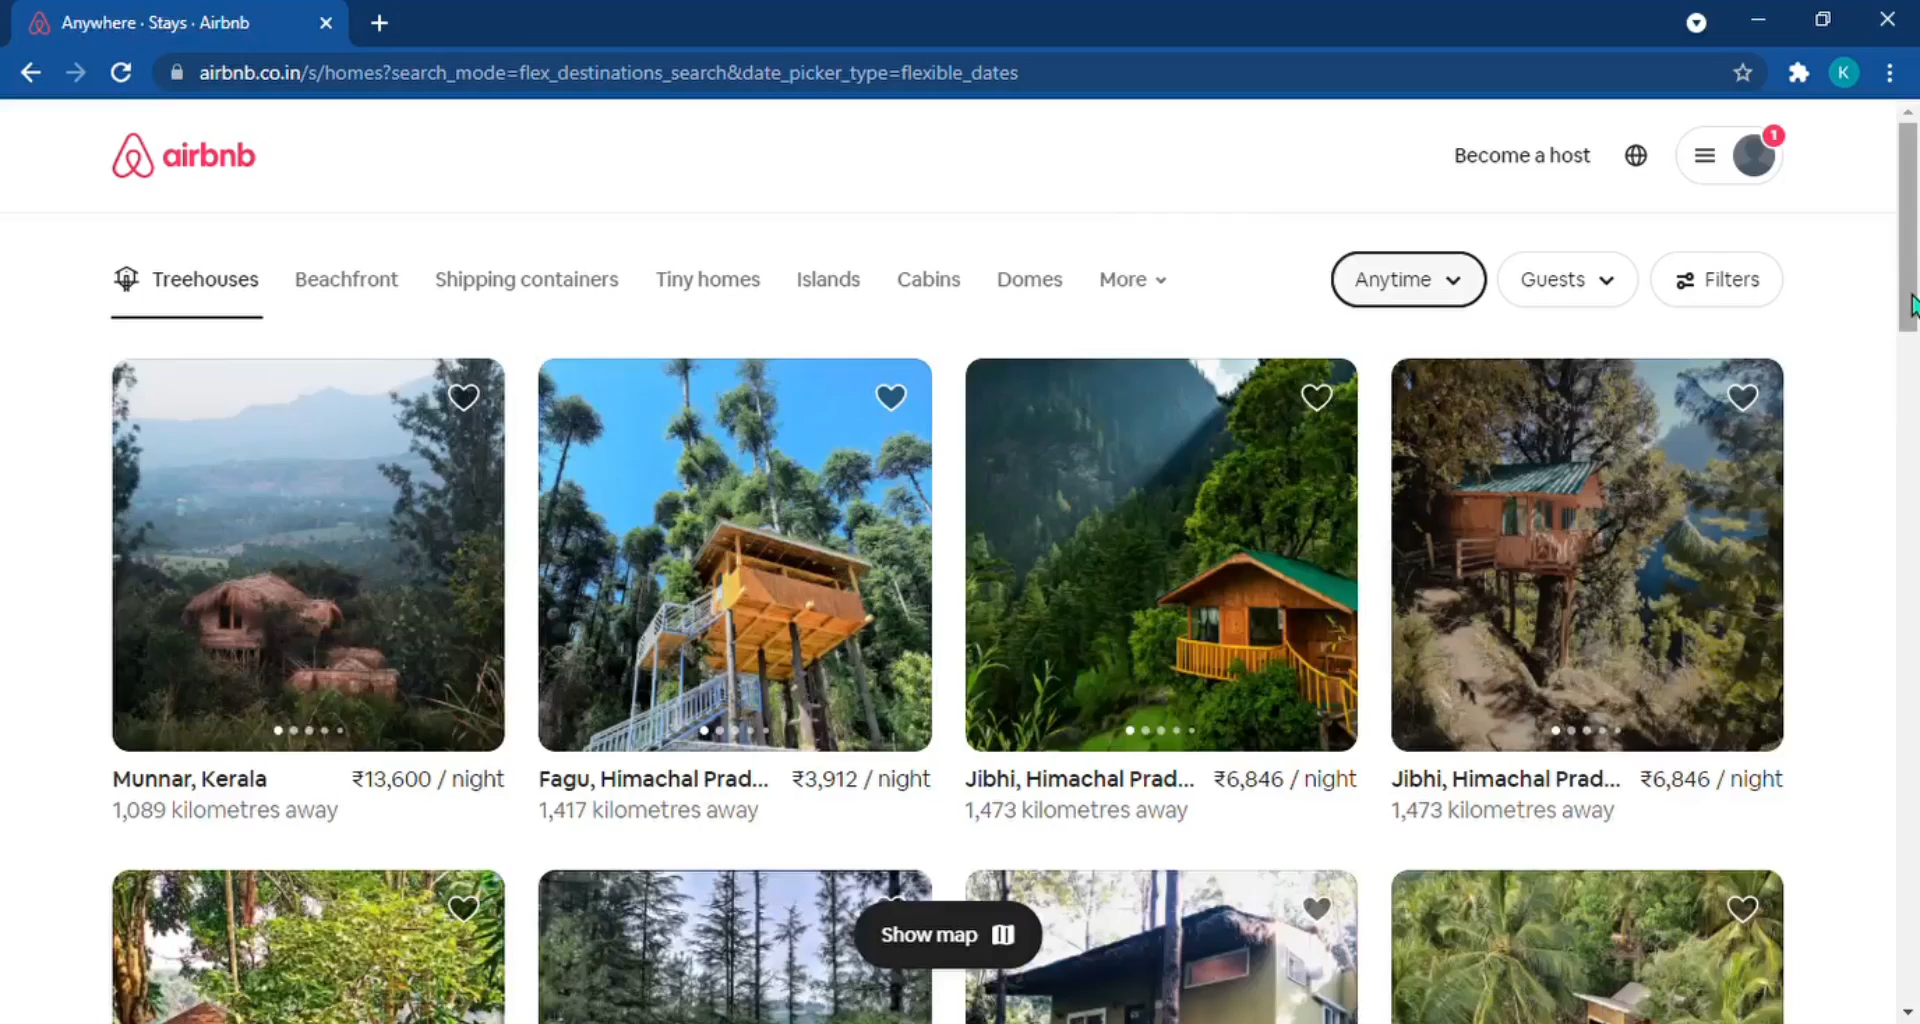 Anywhere · Stays · Airbnb
airbnb.co.in/s/homes?search_mode=flex_destinations_search&date_picker_type=flexible_dates
K
airbnb
Become a host
1
Treehouses Beachfront Shipping containers Tiny homes Islands Cabins Domes More
Anytime Guests Filters
Munnar, Kerala ₹13,600 / night
1,089 kilometres away
Fagu, Himachal Prad... ₹3,912 / night
1,417 kilometres away
Jibhi, Himachal Prad... ₹6,846 / night
1,473 kilometres away
Jibhi, Himachal Prad... ₹6,846 / night
1,473 kilometres away
Show map